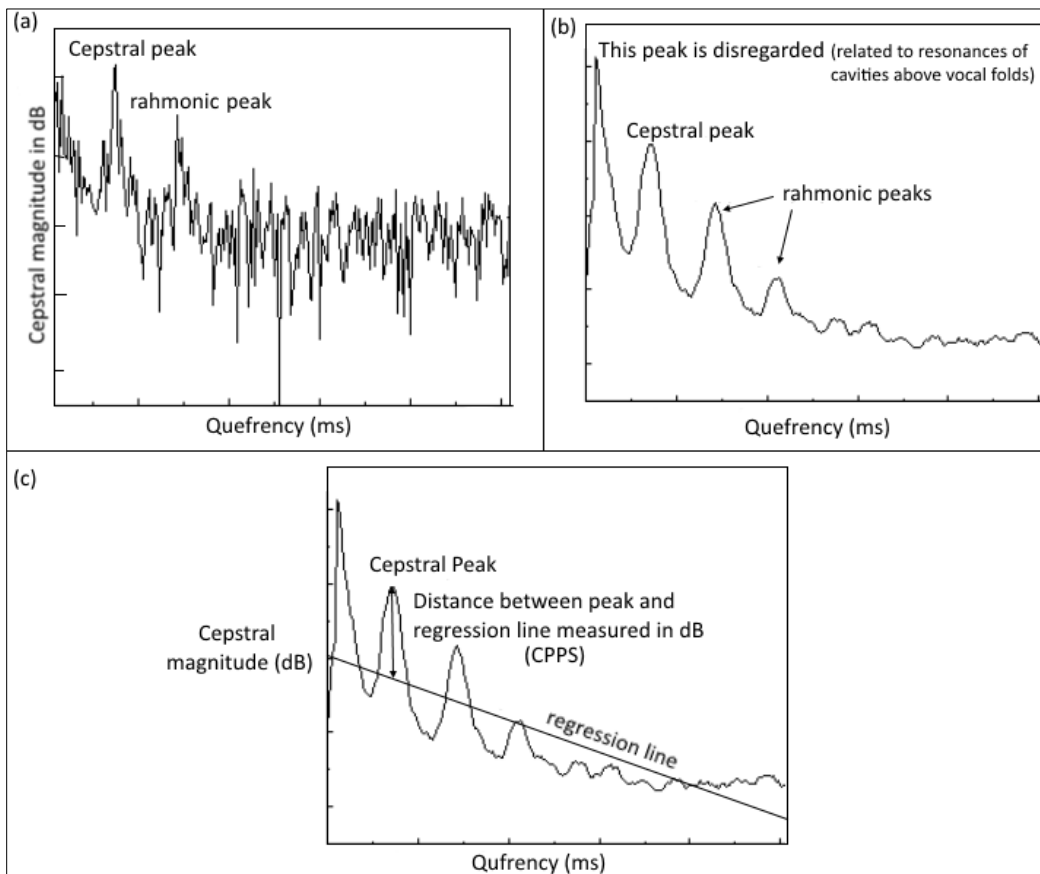 (a)
Cepstral peak
rahmonic peak
Cepstral magnitude in dB
Quefrency (ms)
(b)
This peak is disregarded (related to resonances of
cavities above vocal folds)
Cepstral peak
rahmonic peaks
Quefrency (ms)
(c)
Cepstral Peak
Distance between peak and
regression line measured in dB
(CPPS)
Cepstral
magnitude (dB)
regression line
Qufrency (ms)